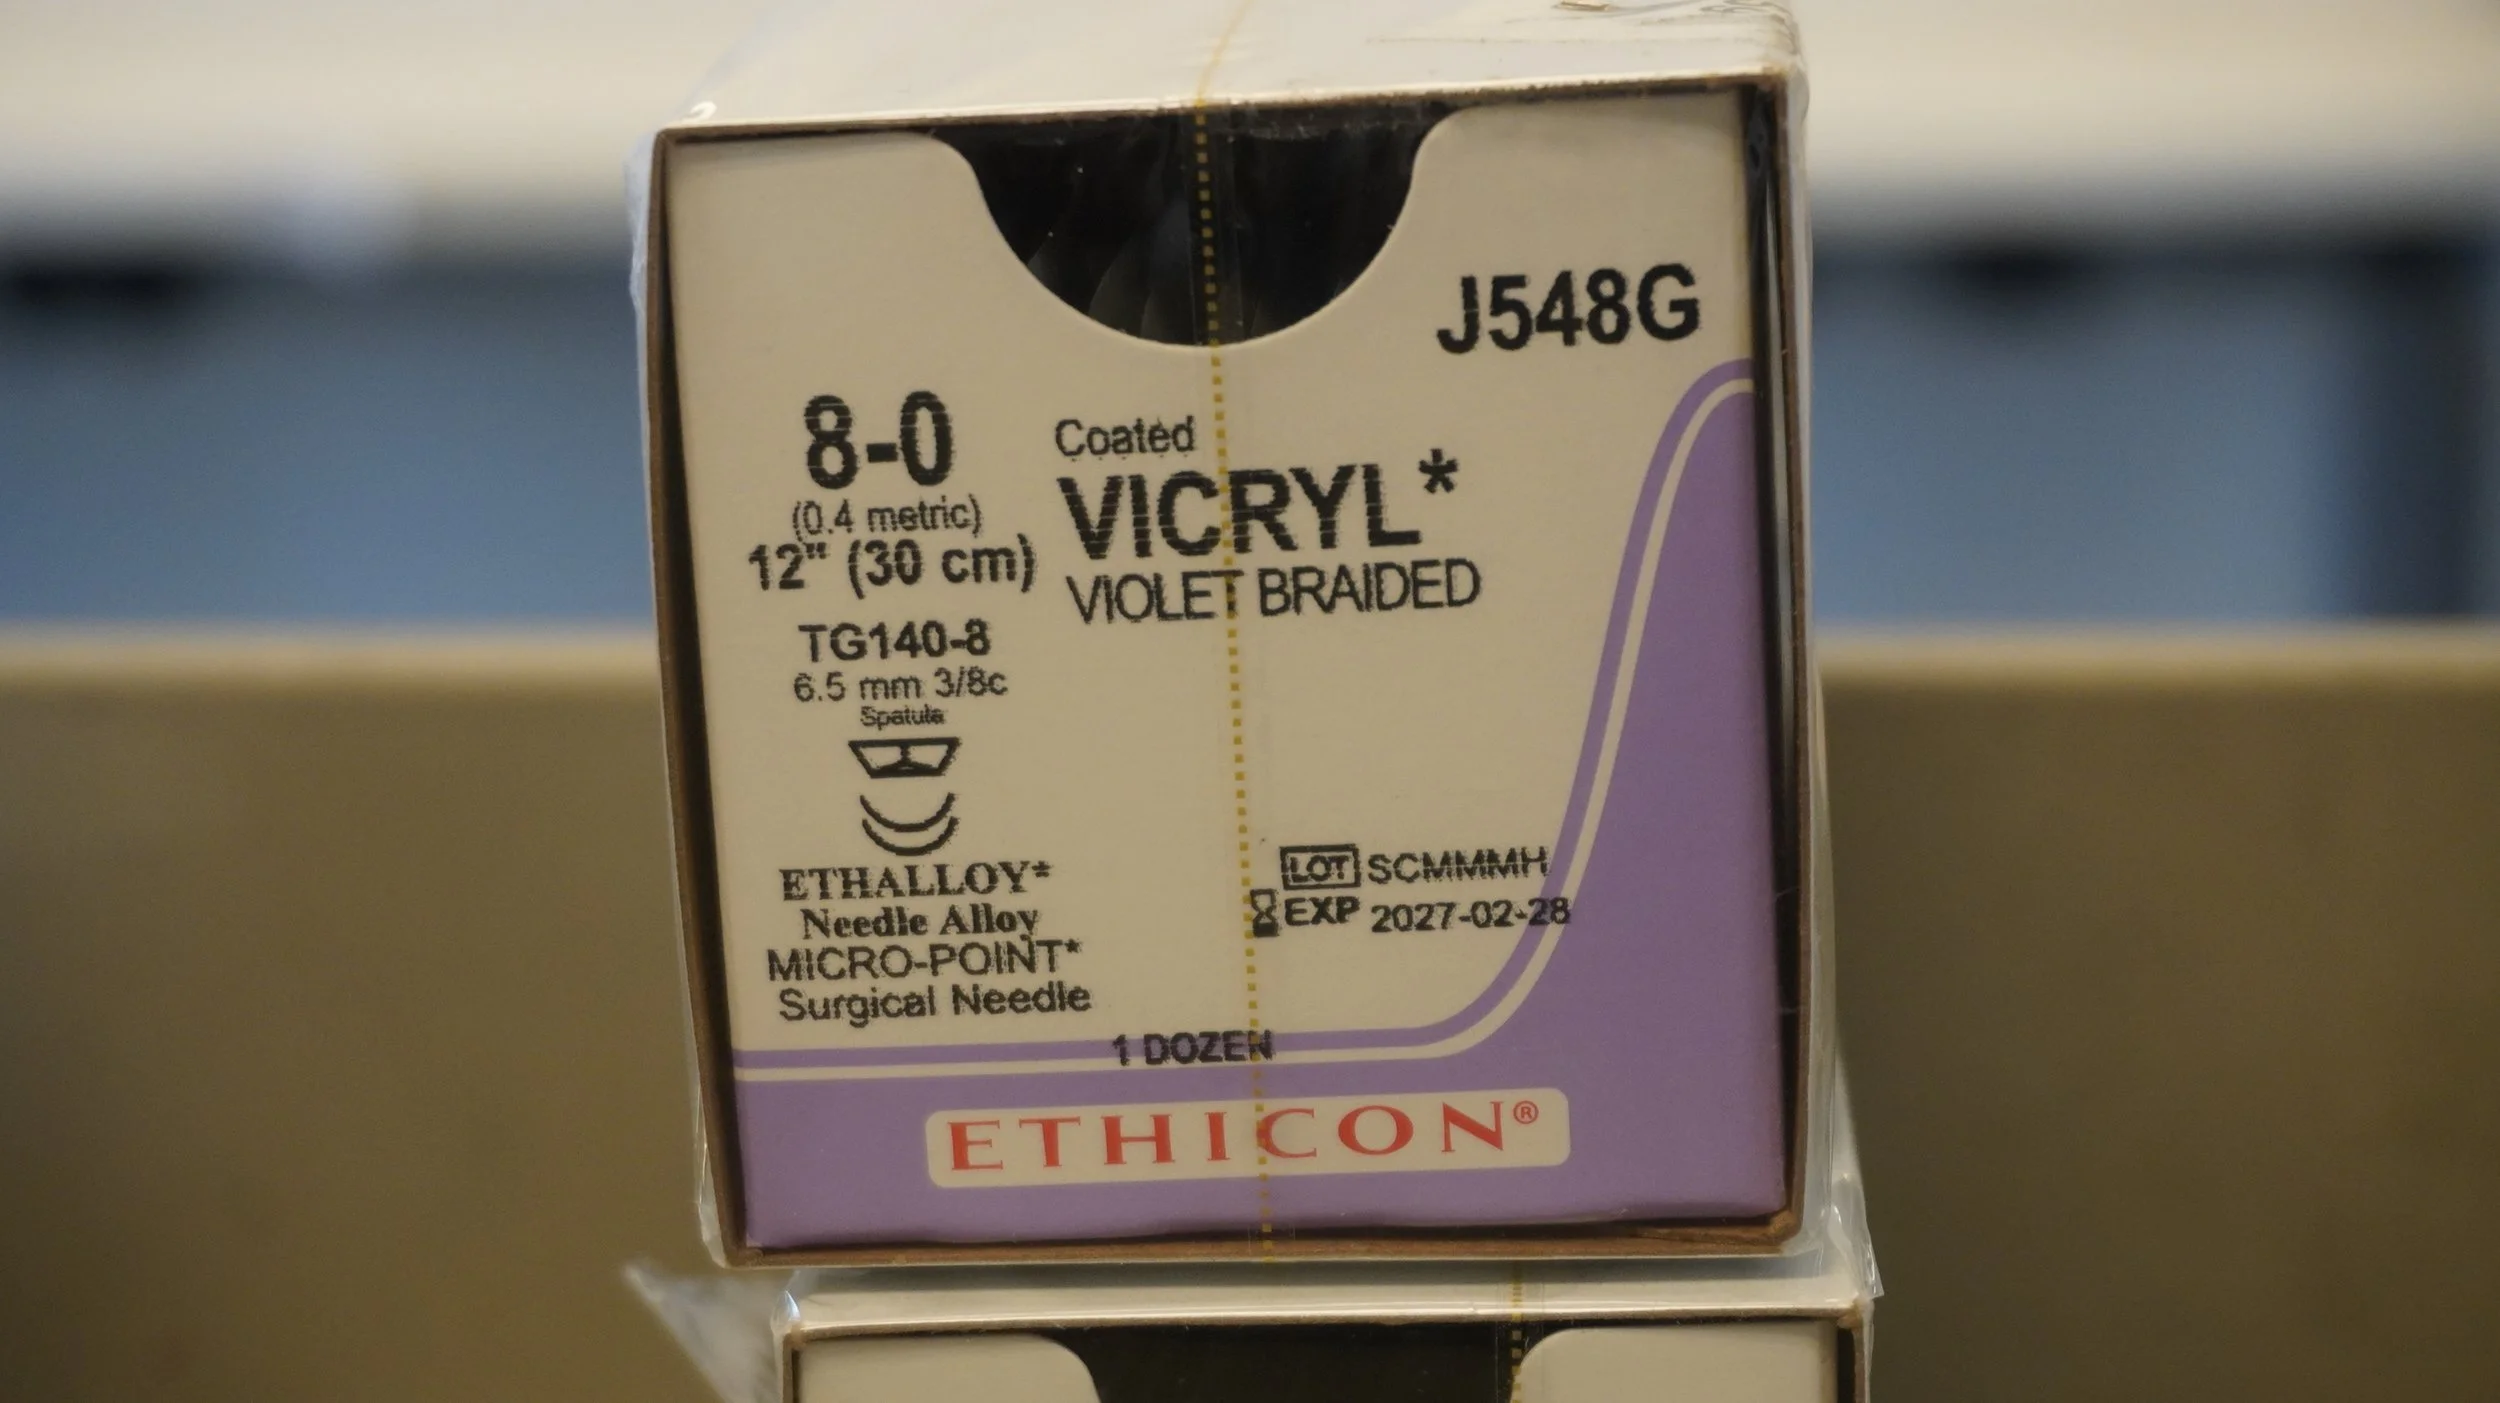 J548G
8-0
(0.4 metric)
12" (30 cm)
TG140-8
6.5 mm 3/8c
Spatula
ETHALLOY*
Needle Alloy
MICRO-POINT*
Surgical Needle
Coated
VICRYL*
VIOLET BRAIDED
LOT SCMMMH
EXP 2027-02-28
1 DOZEN
ETHICON®